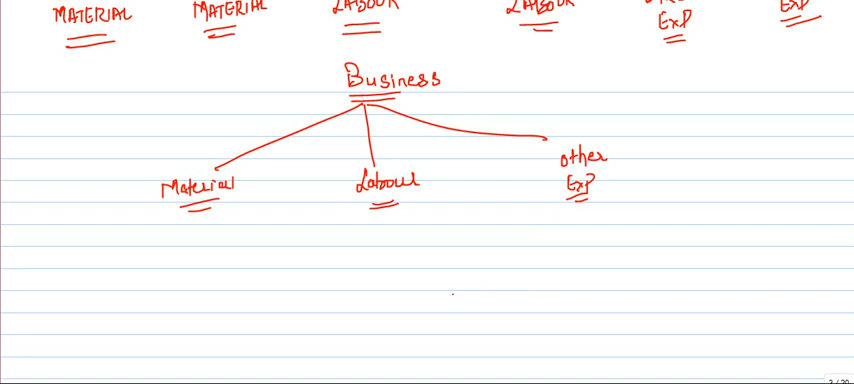 MATERIAL MATERIAL LABOUR LABOUR
EXP EXP
Business
Material Labour Other
EXP